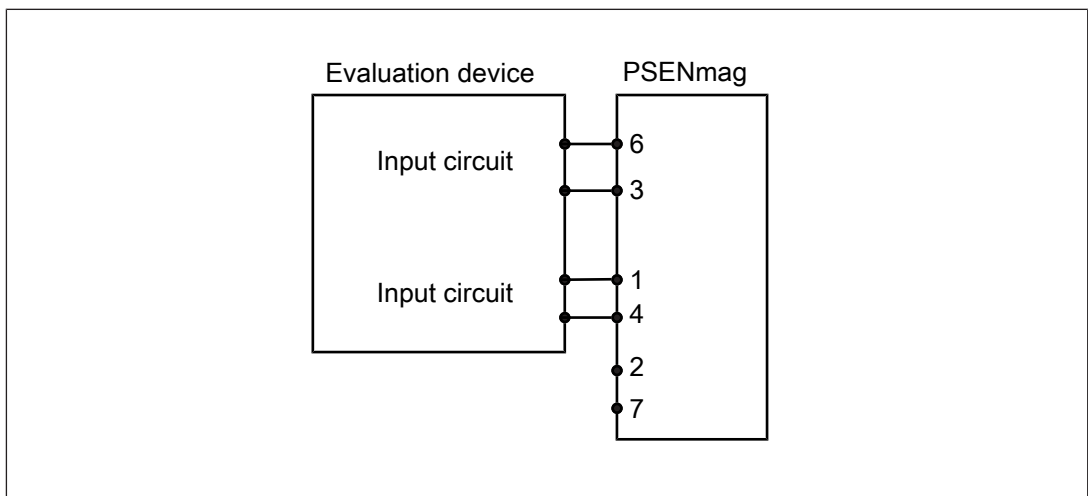 Evaluation device
PSENmag
Input circuit
6
3
Input circuit
1
4
2
7